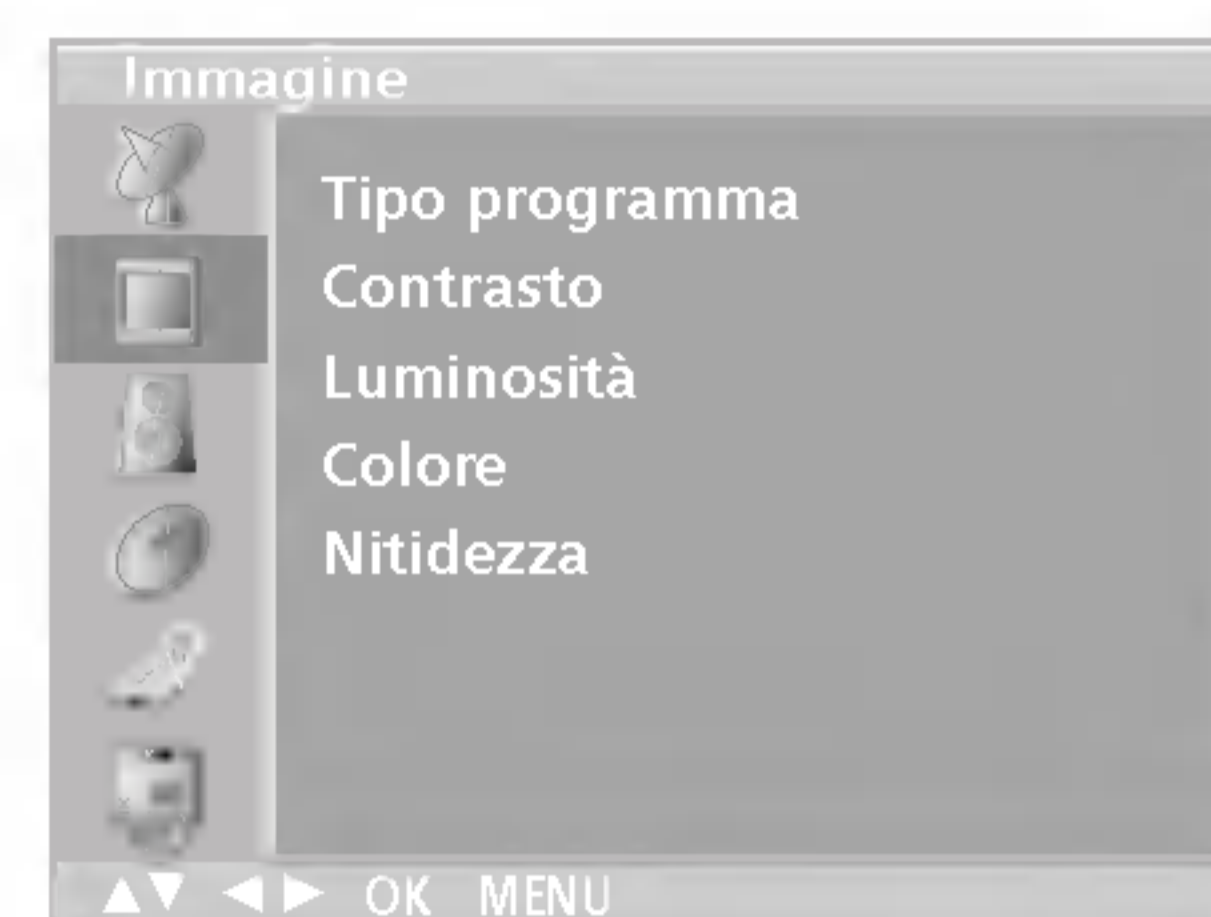 Immagine
Tipo programma
Contrasto
Luminosità
Colore
Nitidezza
▲▼ ◀ ▶ OK MENU